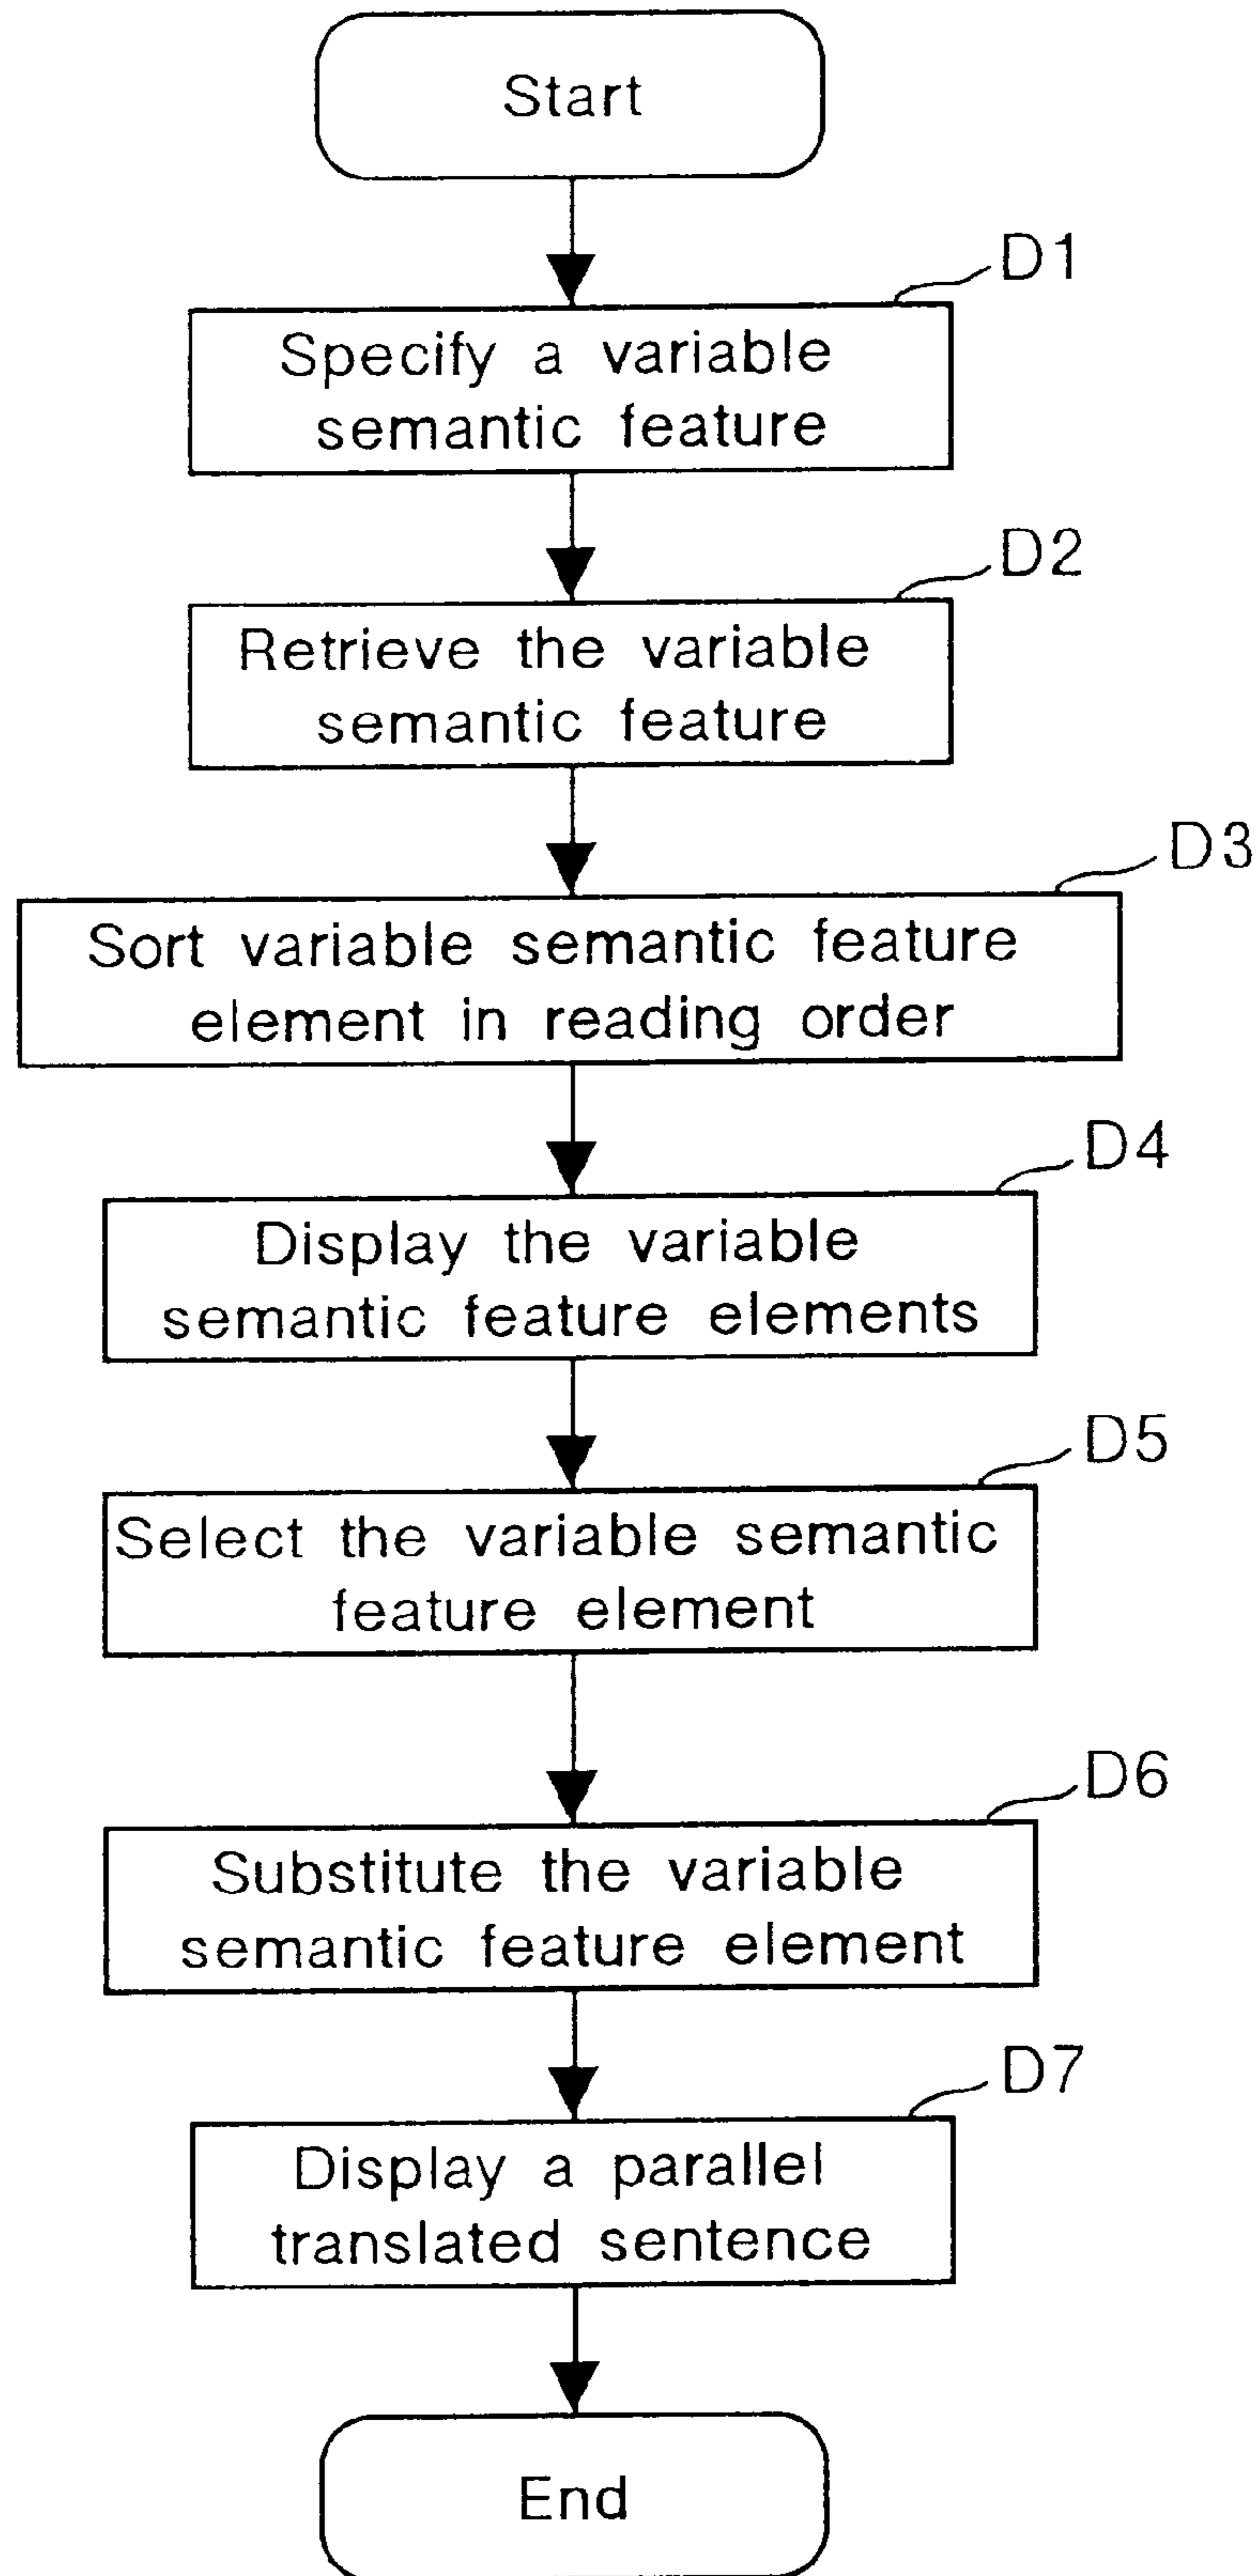 Start
D1
Specify a variable
semantic feature
D2
Retrieve the variable
semantic feature
D3
Sort variable semantic feature
element in reading order
D4
Display the variable
semantic feature elements
D5
Select the variable semantic
feature element
D6
Substitute the variable
semantic feature element
D7
Display a parallel
translated sentence
End